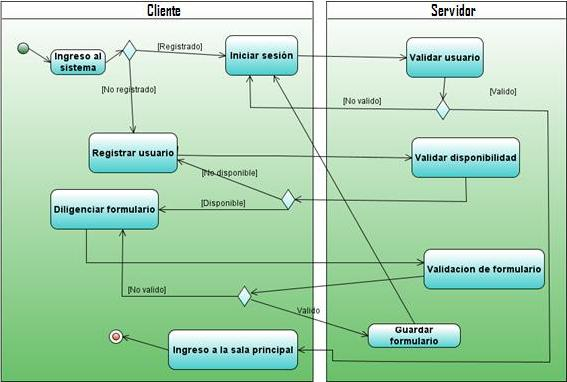 Cliente
Servidor
Ingreso al
sistema
[Registrado]
Iniciar sesión
Validar usuario
[No registrado]
[No valido]
[Valido]
Registrar usuario
Validar disponibilidad
[No disponible]
Diligenciar formulario
[Disponible]
Validacion de formulario
[No valido]
Valido
Guardar
formulario
Ingreso a la sala principal